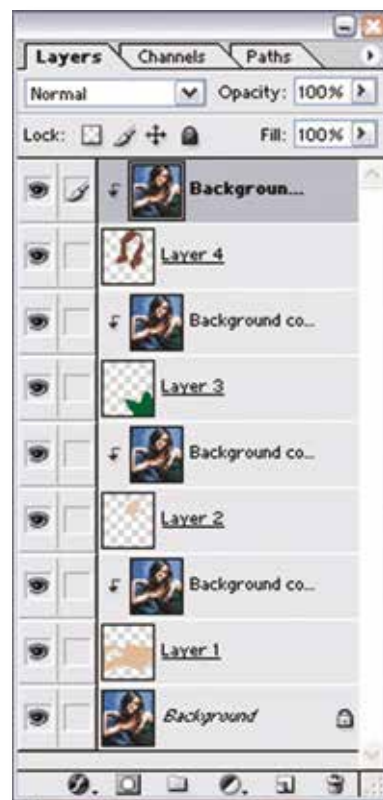 Layers Channels Paths
Normal Opacity: 100%
Lock: Fill: 100%
Backgroun...
Layer 4
Background co...
Layer 3
Background co...
Layer 2
Background co...
Layer 1
Background